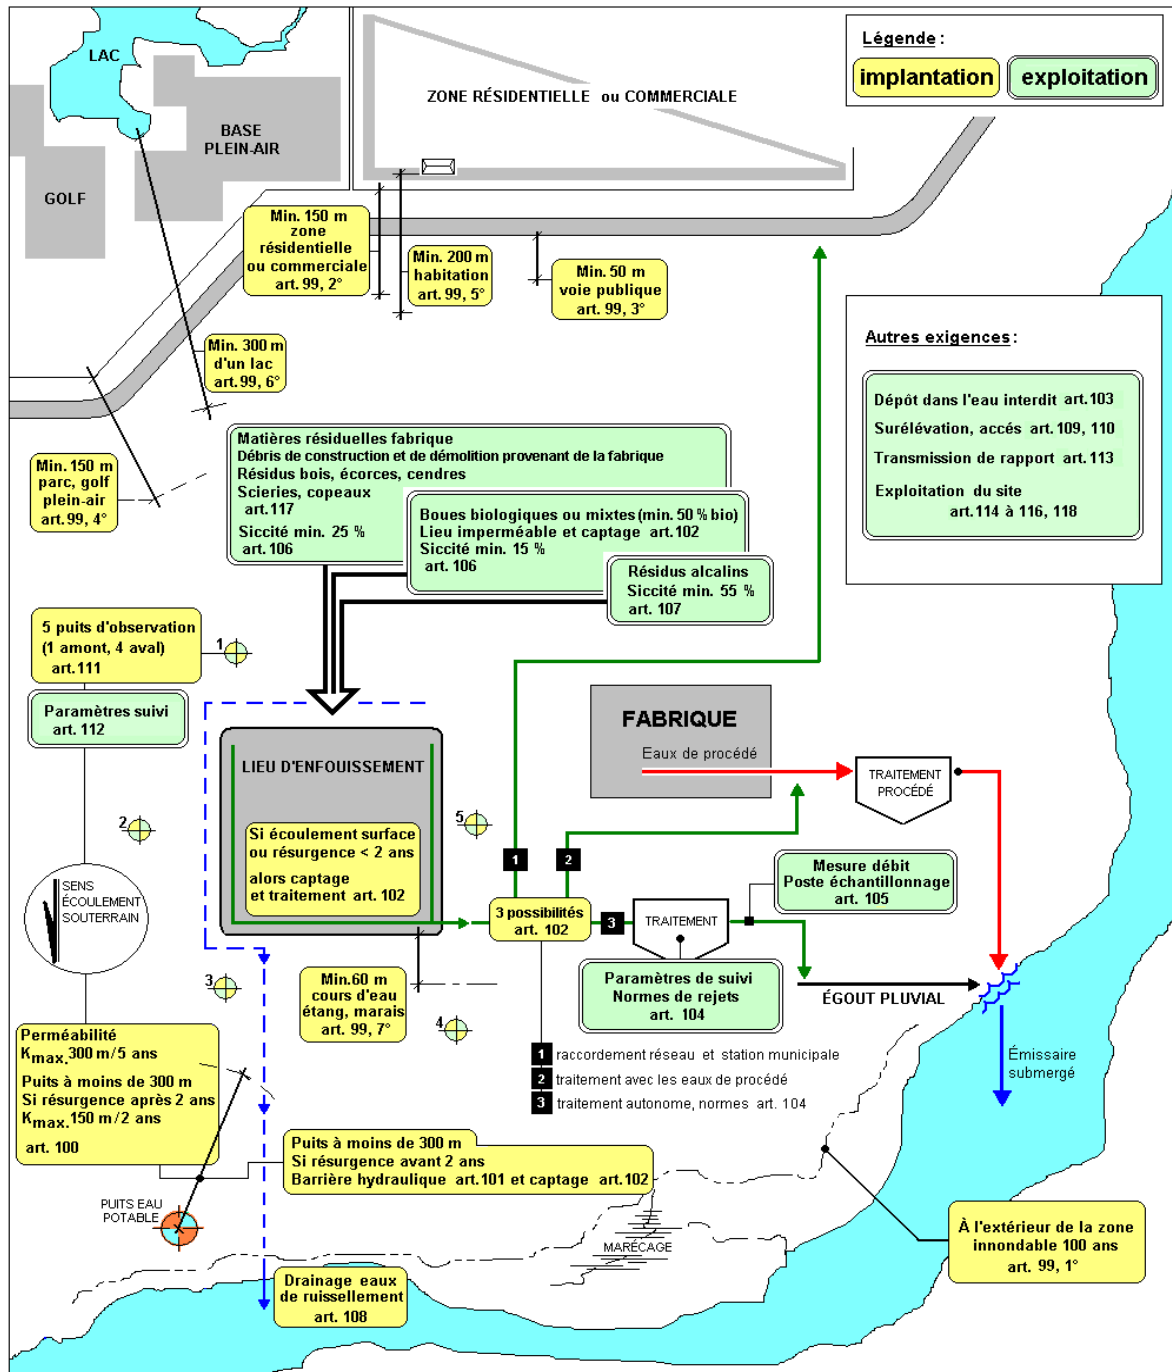 LAC
BASE
PLEIN-AIR
GOLF
ZONE RÉSIDENTIELLE ou COMMERCIALE
Légende :
implantation
exploitation
Min. 150 m
zone
résidentielle
ou commerciale
art. 99, 2°
Min. 200 m
habitation
art. 99, 5°
Min. 50 m
voie publique
art. 99, 3°
Min. 300 m
d'un lac
art. 99, 6°
Min. 150 m
parc, golf
plein-air
art. 99, 4°
Autres exigences :
Dépôt dans l'eau interdit art. 103
Surélévation, accés art. 109, 110
Transmission de rapport art. 113
Exploitation du site
art. 114 à 116, 118
Matières résiduelles fabrique
Débris de construction et de démolition provenant de la fabrique
Résidus bois, écorces, cendres
Scieries, copeaux
art. 117
Siccité min. 25 %
art. 106
Boues biologiques ou mixtes (min. 50 % bio)
Lieu imperméable et captage art. 102
Siccité min. 15 %
art. 106
Résidus alcalins
Siccité min. 55 %
art. 107
5 puits d'observation
(1 amont, 4 aval)
art. 111
1
Paramètres suivi
art. 112
2
SENS
ÉCOULEMENT
SOUTERRAIN
3
LIEU D'ENFOUISSEMENT
Si écoulement surface
ou résurgence < 2 ans
alors captage
et traitement art. 102
5
FABRIQUE
Eaux de procédé
TRAITEMENT
PROCÉDÉ
1
2
3 possibilités
art. 102
3
TRAITEMENT
Mesure débit
Poste échantillonnage
art. 105
Paramètres de suivi
Normes de rejets
art. 104
ÉGOUT PLUVIAL
Min. 60 m
cours d'eau
étang, marais
art. 99, 7°
4
1 raccordement réseau et station municipale
2 traitement avec les eaux de procédé
3 traitement autonome, normes art. 104
Émissaire
submergé
Perméabilité
Kmax. 300 m/5 ans
Puits à moins de 300 m
Si résurgence après 2 ans
Kmax. 150 m/2 ans
art. 100
Puits à moins de 300 m
Si résurgence avant 2 ans
Barrière hydraulique art. 101 et captage art. 102
PUITS EAU
POTABLE
MARÉCAGE
À l'extérieur de la zone
innondable 100 ans
art. 99, 1°
Drainage eaux
de ruissellement
art. 108